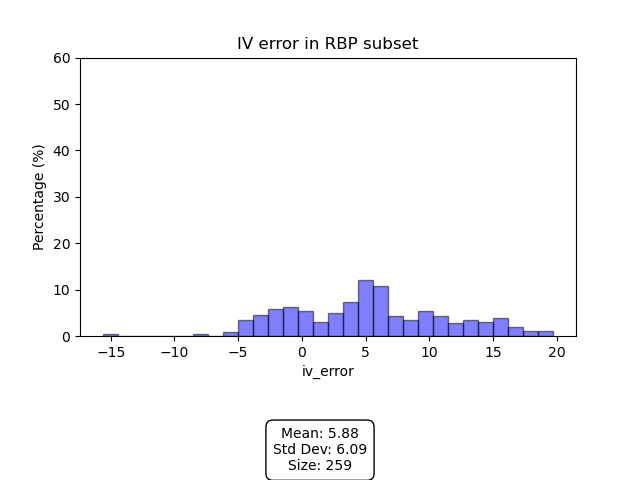 IV error in RBP subset
60
50
40
30
20
10
0
Percentage (%)
−15 −10 −5 0 5 10 15 20
iv_error
Mean: 5.88
Std Dev: 6.09
Size: 259